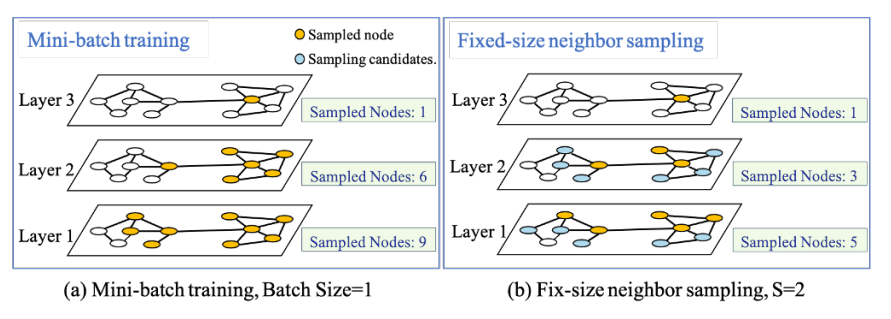 Mini-batch training
Sampled node
Sampling candidates.
Layer 3
Sampled Nodes: 1
Layer 2
Sampled Nodes: 6
Layer 1
Sampled Nodes: 9
(a) Mini-batch training, Batch Size=1
Fixed-size neighbor sampling
Layer 3
Sampled Nodes: 1
Layer 2
Sampled Nodes: 3
Layer 1
Sampled Nodes: 5
(b) Fix-size neighbor sampling, S=2